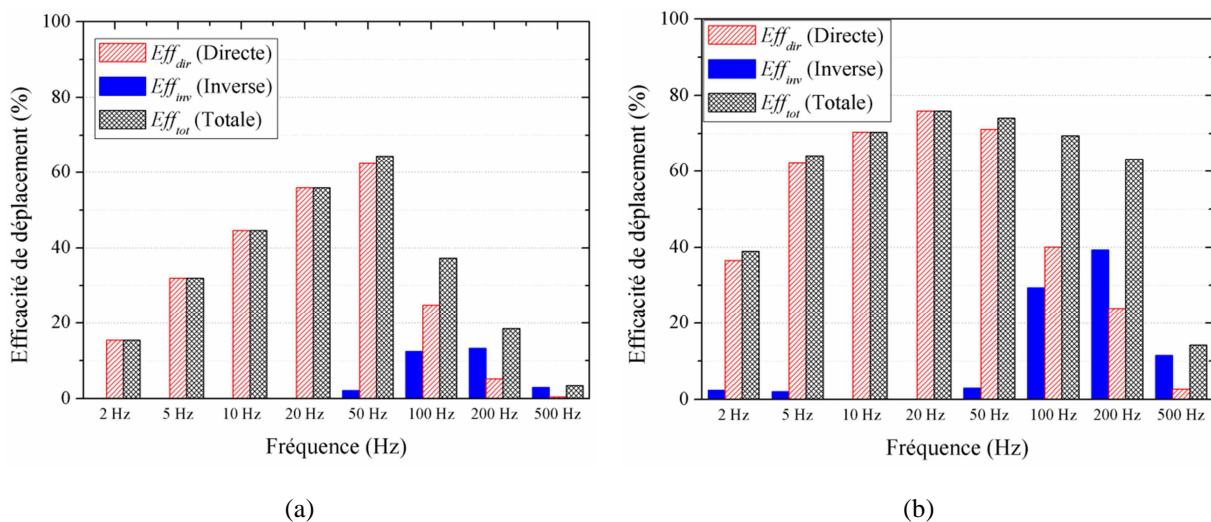 Efficacité de déplacement (%)
100
80
60
40
20
0
Eff_dir (Directe)
Eff_inv (Inverse)
Eff_tot (Totale)
2 Hz 5 Hz 10 Hz 20 Hz 50 Hz 100 Hz 200 Hz 500 Hz
Fréquence (Hz)
(a)
Efficacité de déplacement (%)
100
80
60
40
20
0
Eff_dir (Directe)
Eff_inv (Inverse)
Eff_tot (Totale)
2 Hz 5 Hz 10 Hz 20 Hz 50 Hz 100 Hz 200 Hz 500 Hz
Fréquence (Hz)
(b)